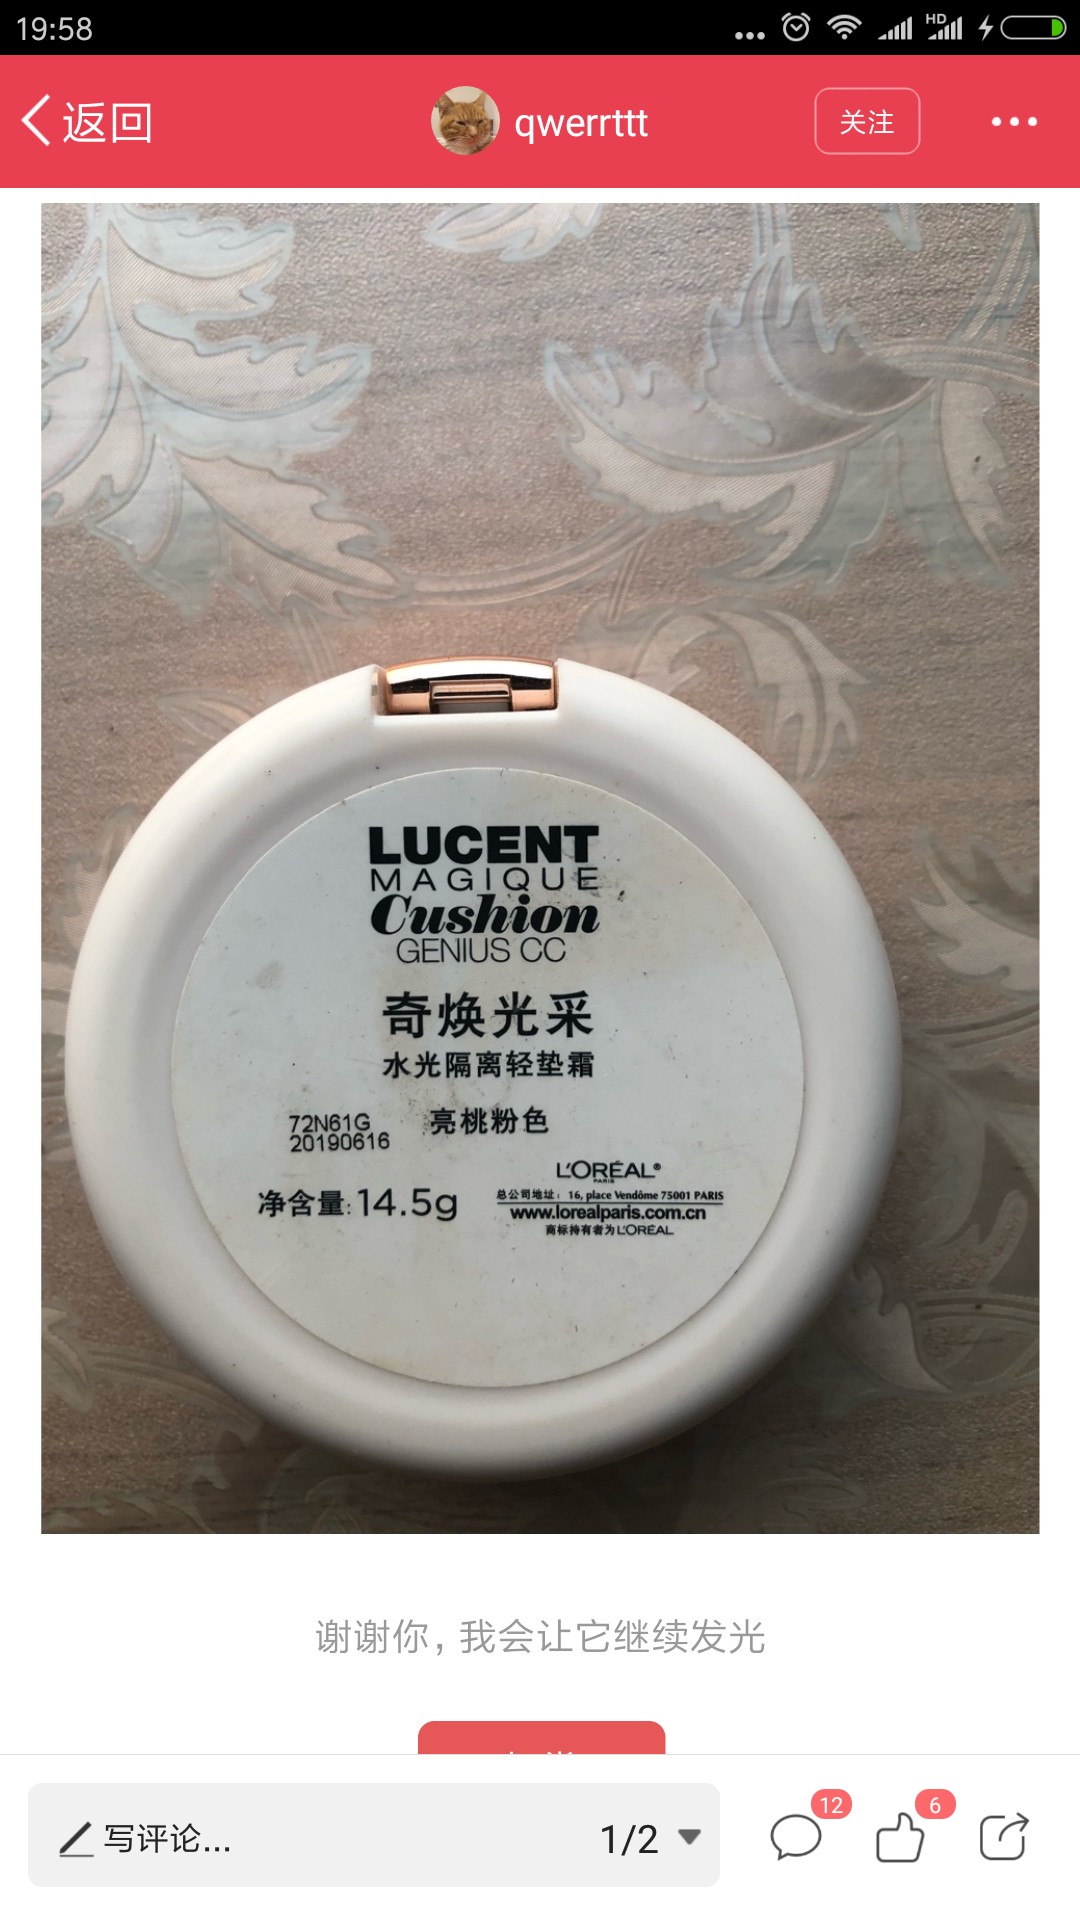 19:58
HD
返回
qwerrttt
关注
LUCENT
MAGIQUE
Cushion
GENIUS CC
奇焕光采
水光隔离轻垫霜
72N61G
20190616
亮桃粉色
净含量:14.5g
L'ORÉAL®
PARIS
总公司地址：16, place Vendôme 75001 PARIS
www.lorealparis.com.cn
商标持有者为L'ORÉAL
谢谢你，我会让它继续发光
写评论...
1/2
12
6